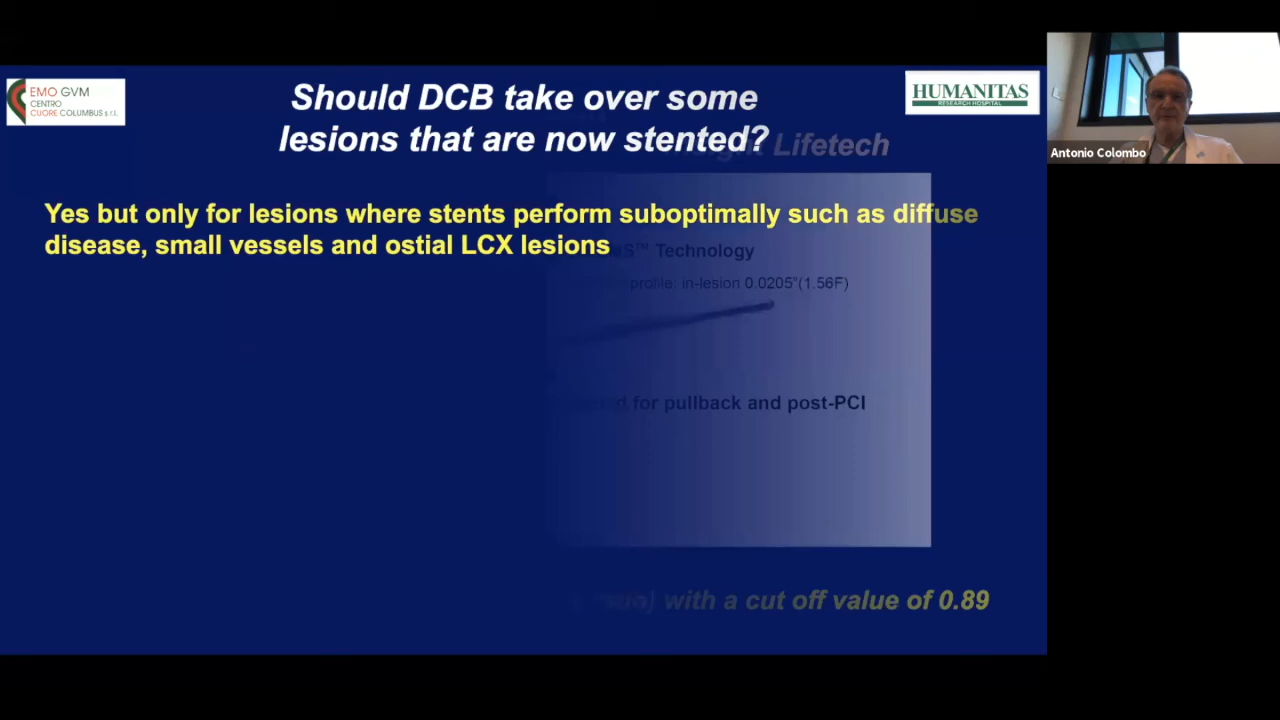 EMO GVM
CENTRO
CUORE COLUMBUS s.r.l.
Should DCB take over some
lesions that are now stented?
HUMANITAS
RESEARCH HOSPITAL
Antonio Colombo
Lifetech
Yes but only for lesions where stents perform suboptimally such as diffuse
disease, small vessels and ostial LCX lesions
Technology
profile: in-lesion 0.0205"(1.56F)
for pullback and post-PCI
with a cut off value of 0.89